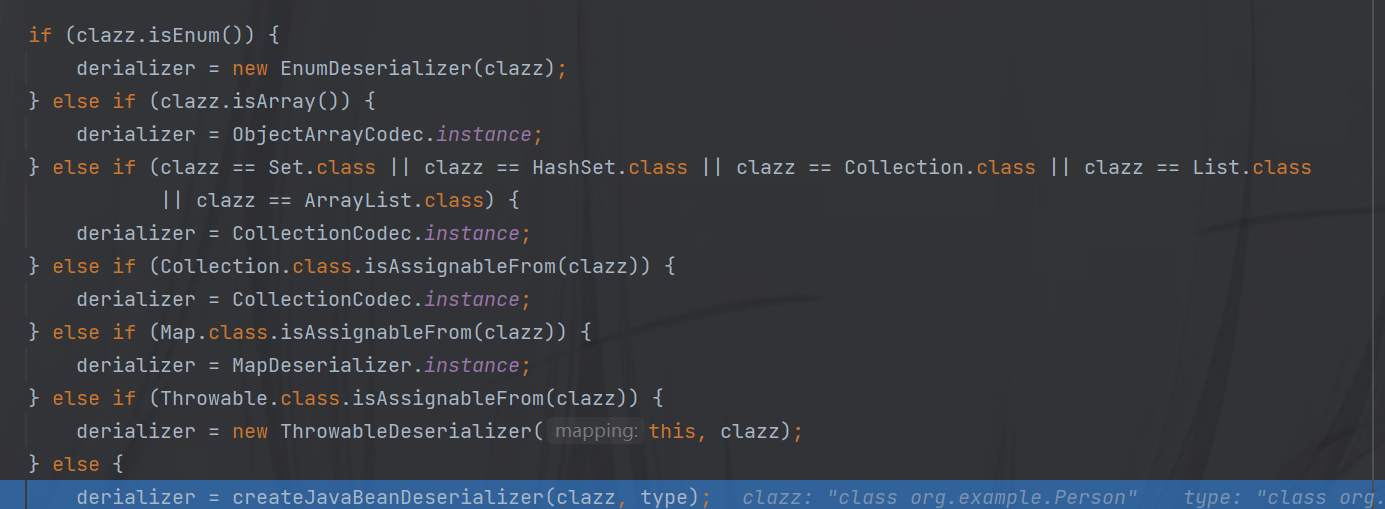 if (clazz.isEnum()) {
derializer = new EnumDeserializer(clazz);
} else if (clazz.isArray()) {
derializer = ObjectArrayCodec.instance;
} else if (clazz == Set.class || clazz == HashSet.class || clazz == Collection.class || clazz == List.class
|| clazz == ArrayList.class) {
derializer = CollectionCodec.instance;
} else if (Collection.class.isAssignableFrom(clazz)) {
derializer = CollectionCodec.instance;
} else if (Map.class.isAssignableFrom(clazz)) {
derializer = MapDeserializer.instance;
} else if (Throwable.class.isAssignableFrom(clazz)) {
derializer = new ThrowableDeserializer( mapping: this, clazz);
} else {
derializer = createJavaBeanDeserializer(clazz, type); clazz: "class org.example.Person" type: "class org.